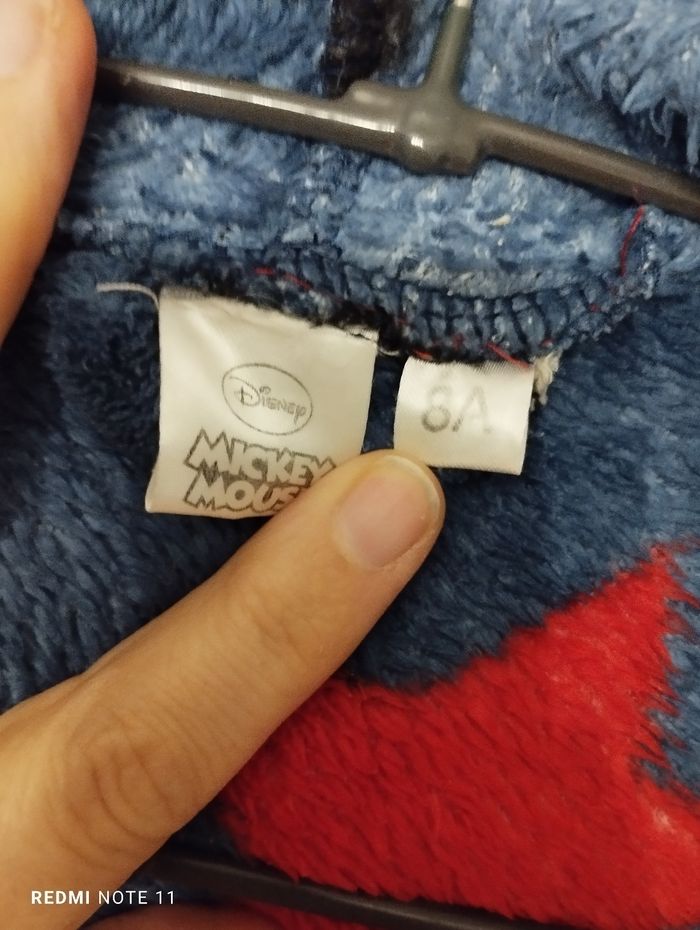 Disney
MICKEY
MOUS
8A
REDMI NOTE 11